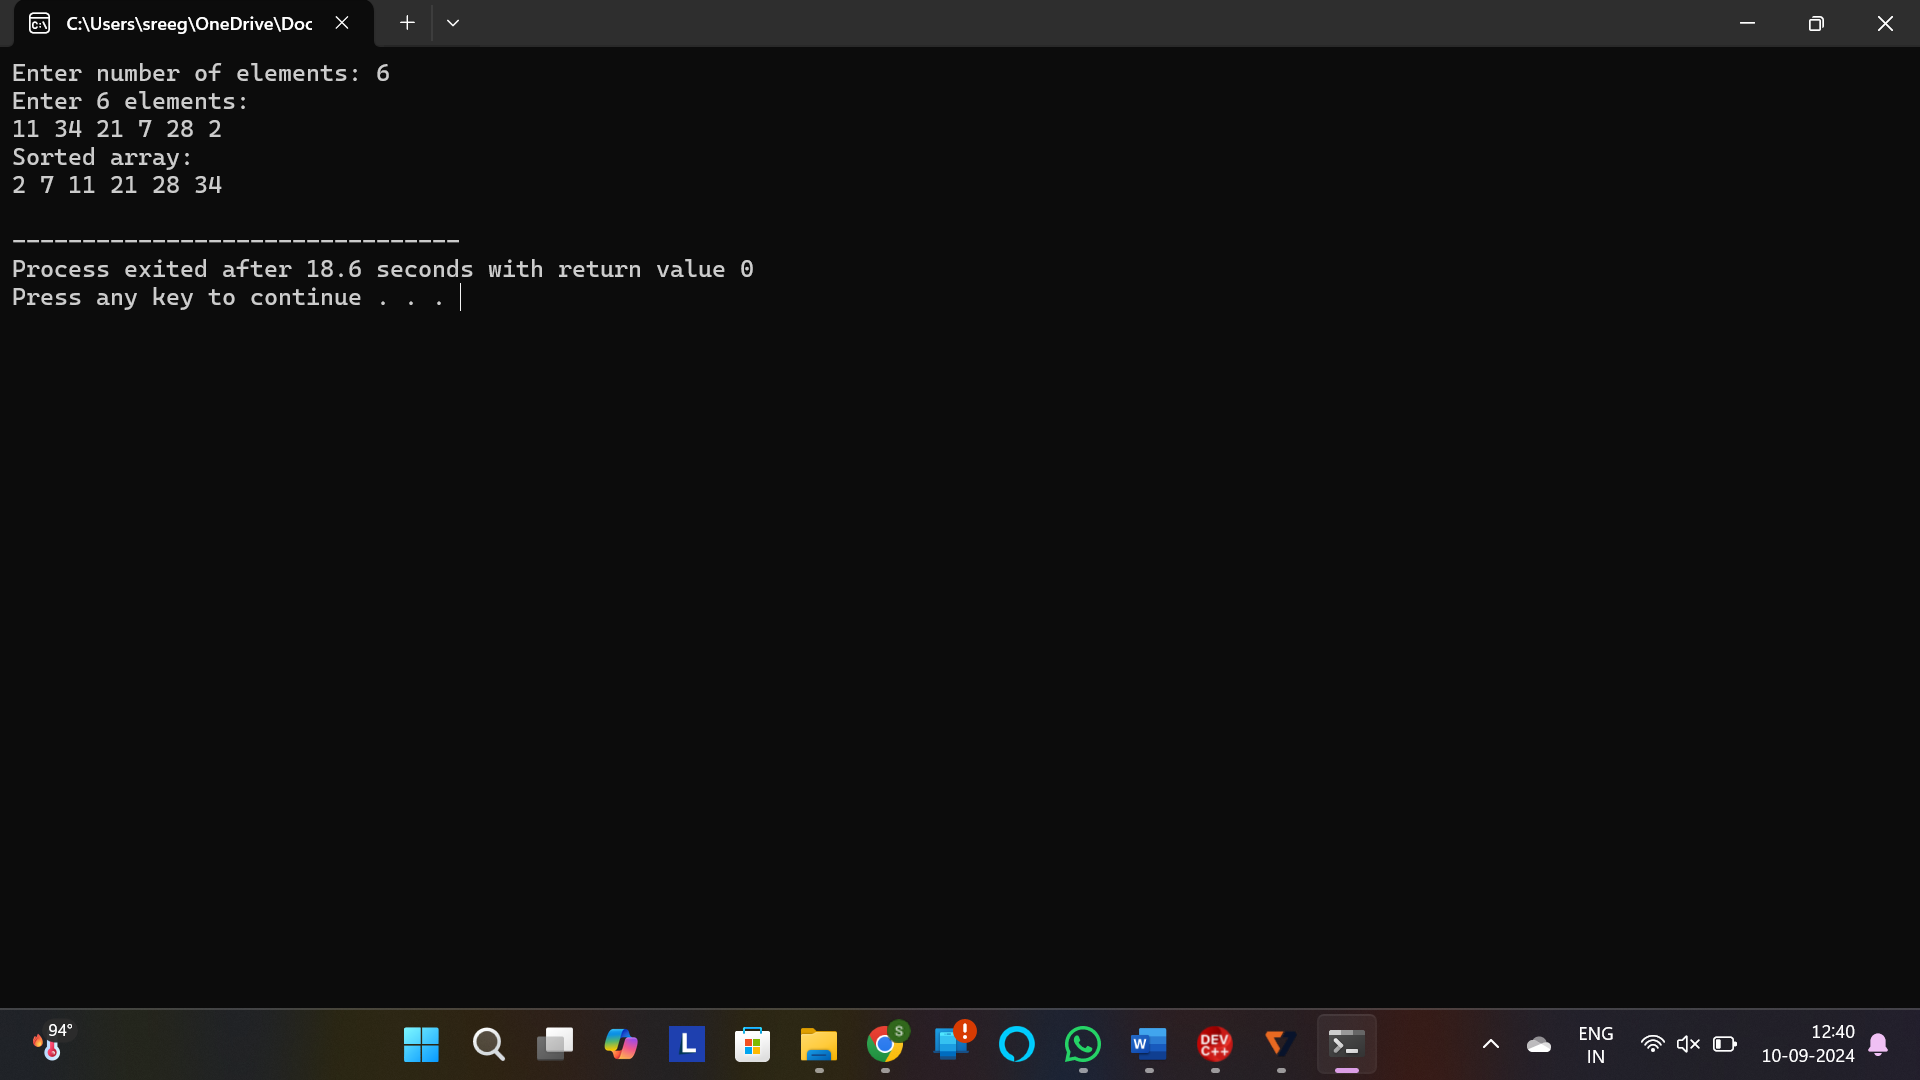 C:\Users\sreeg\OneDrive\Doc
Enter number of elements: 6
Enter 6 elements:
11 34 21 7 28 2
Sorted array:
2 7 11 21 28 34
--------------------------------
Process exited after 18.6 seconds with return value 0
Press any key to continue . . .
94°
L
S
W
DEV
C++
ENG
IN
12:40
10-09-2024